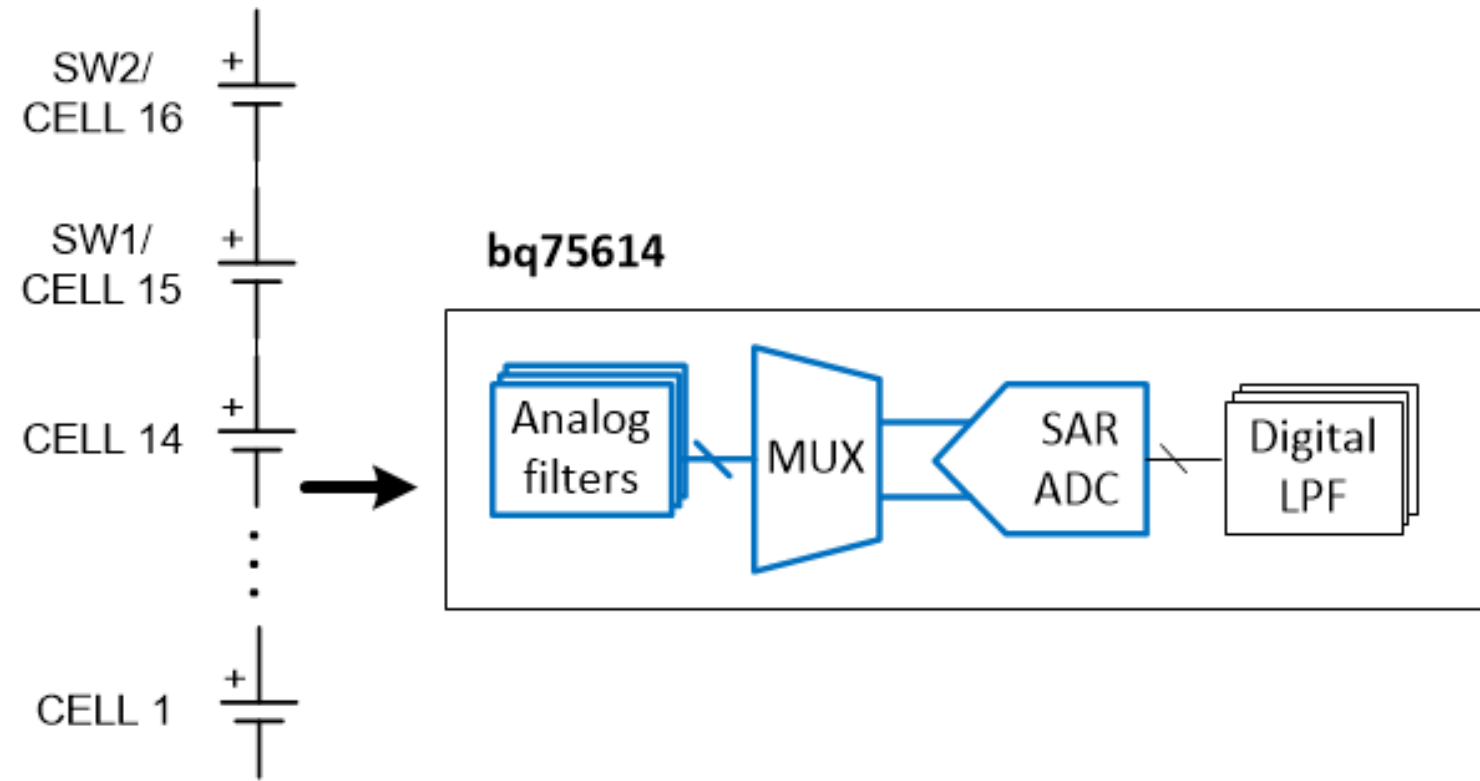 SW2/
CELL 16
+
SW1/
CELL 15
+
CELL 14
+
CELL 1
+
bq75614
Analog
filters
MUX
SAR
ADC
Digital
LPF